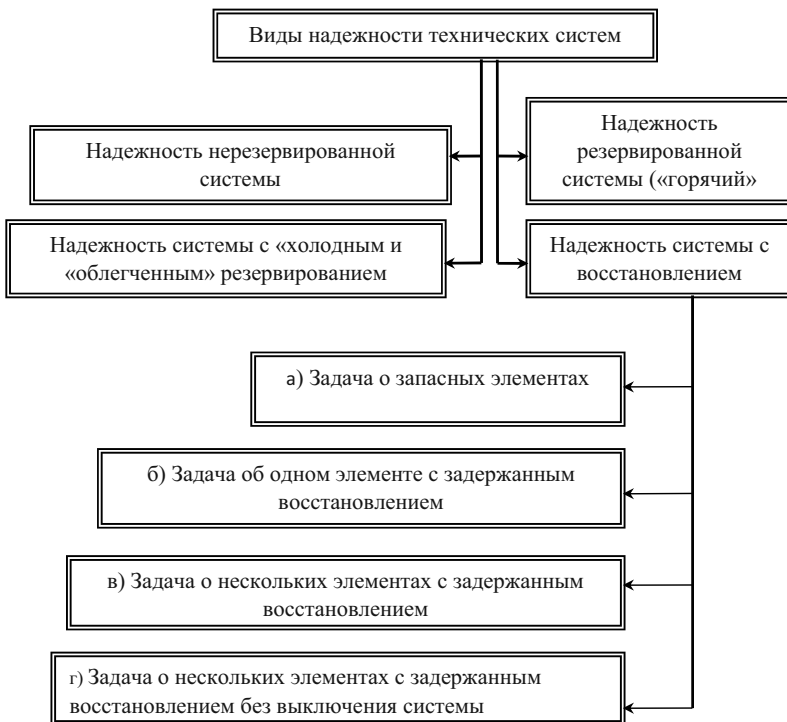 Виды надежности технических систем
Надежность нерезервированной
системы
Надежность
резервированной
системы («горячий»
Надежность системы с «холодным и
«облегченным» резервированием
Надежность системы с
восстановлением
а) Задача о запасных элементах
б) Задача об одном элементе с задержанным
восстановлением
в) Задача о нескольких элементах с задержанным
восстановлением
г) Задача о нескольких элементах с задержанным
восстановлением без выключения системы